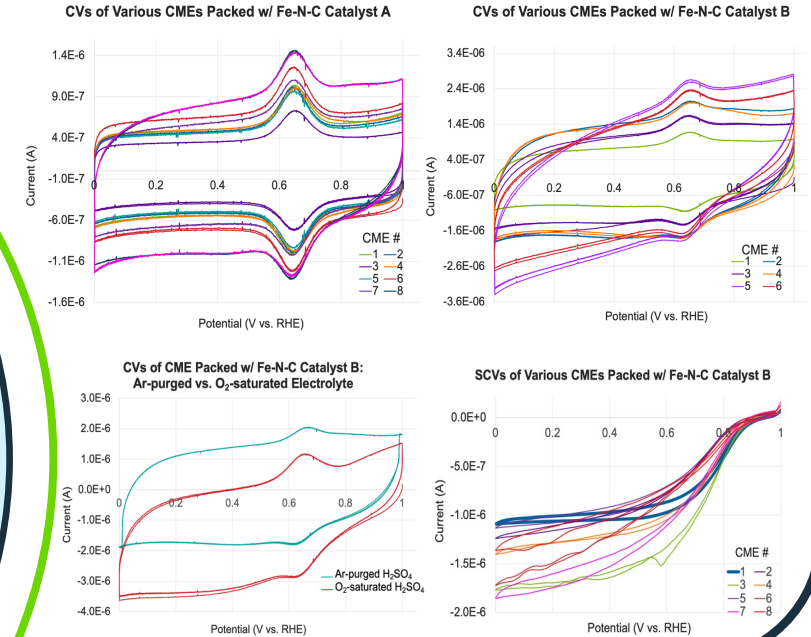 CVs of Various CMEs Packed w/ Fe-N-C Catalyst A
1.4E-6
9.0E-7
4.0E-7
-1.0E-7
-6.0E-7
-1.1E-6
-1.6E-6
0 0.2 0.4 0.6 0.8 1
Current (A)
Potential (V vs. RHE)
CME #
1 2
3 4
5 6
7 8
CVs of Various CMEs Packed w/ Fe-N-C Catalyst B
3.4E-06
2.4E-06
1.4E-06
4.0E-07
-6.0E-07
-1.6E-06
-2.6E-06
-3.6E-06
0 0.2 0.4 0.6 0.8 1
Current (A)
Potential (V vs. RHE)
CME #
1 2
3 4
5 6
CVs of CME Packed w/ Fe-N-C Catalyst B:
Ar-purged vs. O₂-saturated Electrolyte
3.0E-6
2.0E-6
1.0E-6
0.0E+0
-1.0E-6
-2.0E-6
-3.0E-6
-4.0E-6
0 0.2 0.4 0.6 0.8 1
Current (A)
Potential (V vs. RHE)
Ar-purged H₂SO₄
O₂-saturated H₂SO₄
SCVs of Various CMEs Packed w/ Fe-N-C Catalyst B
0.0E+0
-5.0E-7
-1.0E-6
-1.5E-6
-2.0E-6
0 0.2 0.4 0.6 0.8 1
Current (A)
Potential (V vs. RHE)
CME #
1 2
3 4
5 6
7 8